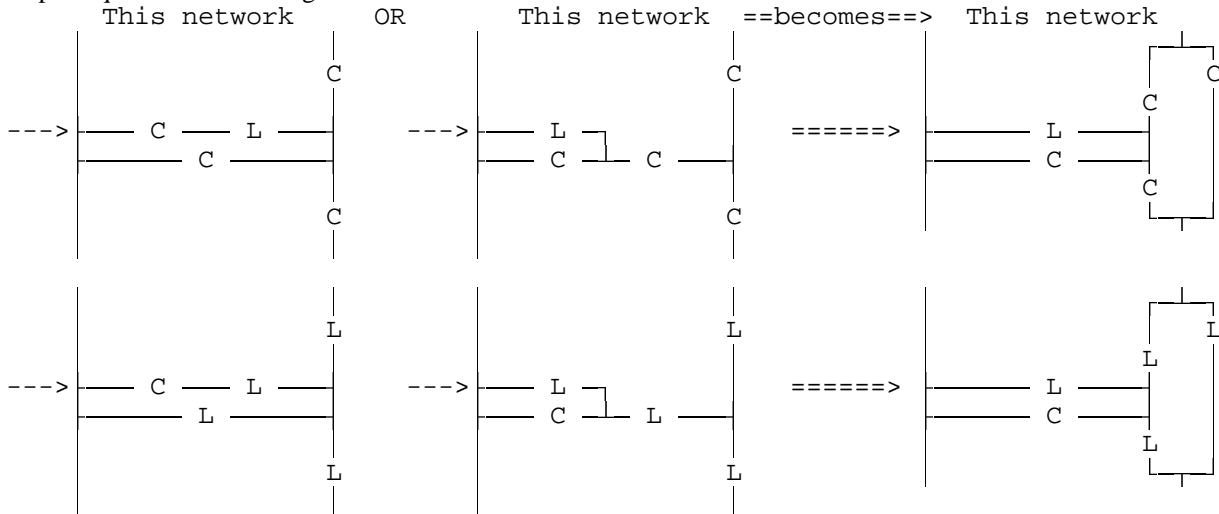 This network OR This network ==becomes==> This network
C C C
C
---> C L ---> L ======> L
C C C C
C
C C
L L L
L
---> C L ---> L ======> L
L C L C
L
L L